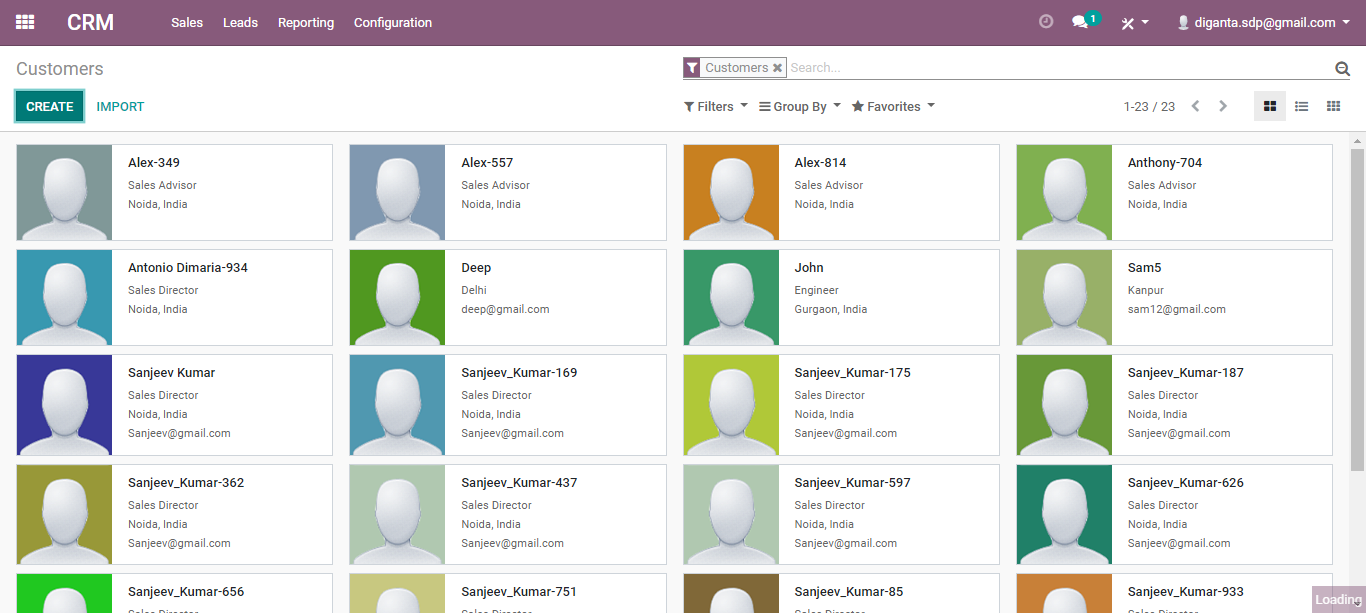 CRM Sales Leads Reporting Configuration 1 diganta.sdp@gmail.com
Customers Customers Search...
CREATE IMPORT Filters Group By Favorites 1-23 / 23
Alex-349
Sales Advisor
Noida, India
Alex-557
Sales Advisor
Noida, India
Alex-814
Sales Advisor
Noida, India
Anthony-704
Sales Advisor
Noida, India
Antonio Dimaria-934
Sales Director
Noida, India
Deep
Delhi
deep@gmail.com
John
Engineer
Gurgaon, India
Sam5
Kanpur
sam12@gmail.com
Sanjeev Kumar
Sales Director
Noida, India
Sanjeev@gmail.com
Sanjeev_Kumar-169
Sales Director
Noida, India
Sanjeev@gmail.com
Sanjeev_Kumar-175
Sales Director
Noida, India
Sanjeev@gmail.com
Sanjeev_Kumar-187
Sales Director
Noida, India
Sanjeev@gmail.com
Sanjeev_Kumar-362
Sales Director
Noida, India
Sanjeev@gmail.com
Sanjeev_Kumar-437
Sales Director
Noida, India
Sanjeev@gmail.com
Sanjeev_Kumar-597
Sales Director
Noida, India
Sanjeev@gmail.com
Sanjeev_Kumar-626
Sales Director
Noida, India
Sanjeev@gmail.com
Sanjeev_Kumar-656
Sanjeev_Kumar-751
Sanjeev_Kumar-85
Sanjeev_Kumar-933
Loading